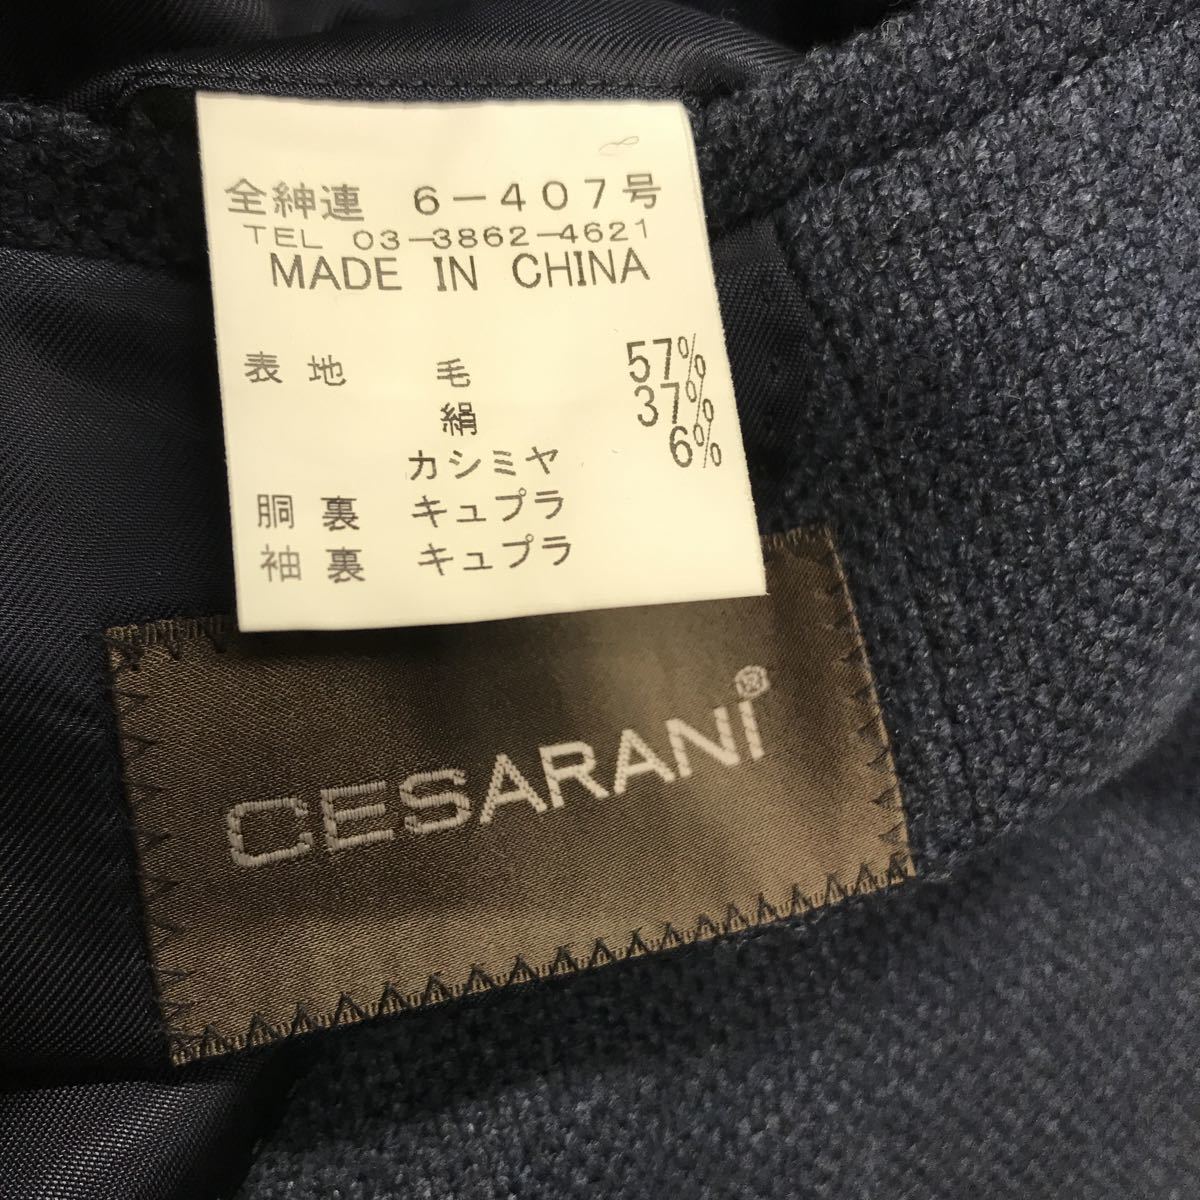 全紳連 6-407号
TEL 03-3862-4621
MADE IN CHINA
表地 毛 57%
絹 37%
カシミヤ 6%
胴裏 キュプラ
袖裏 キュプラ
CESARANi®